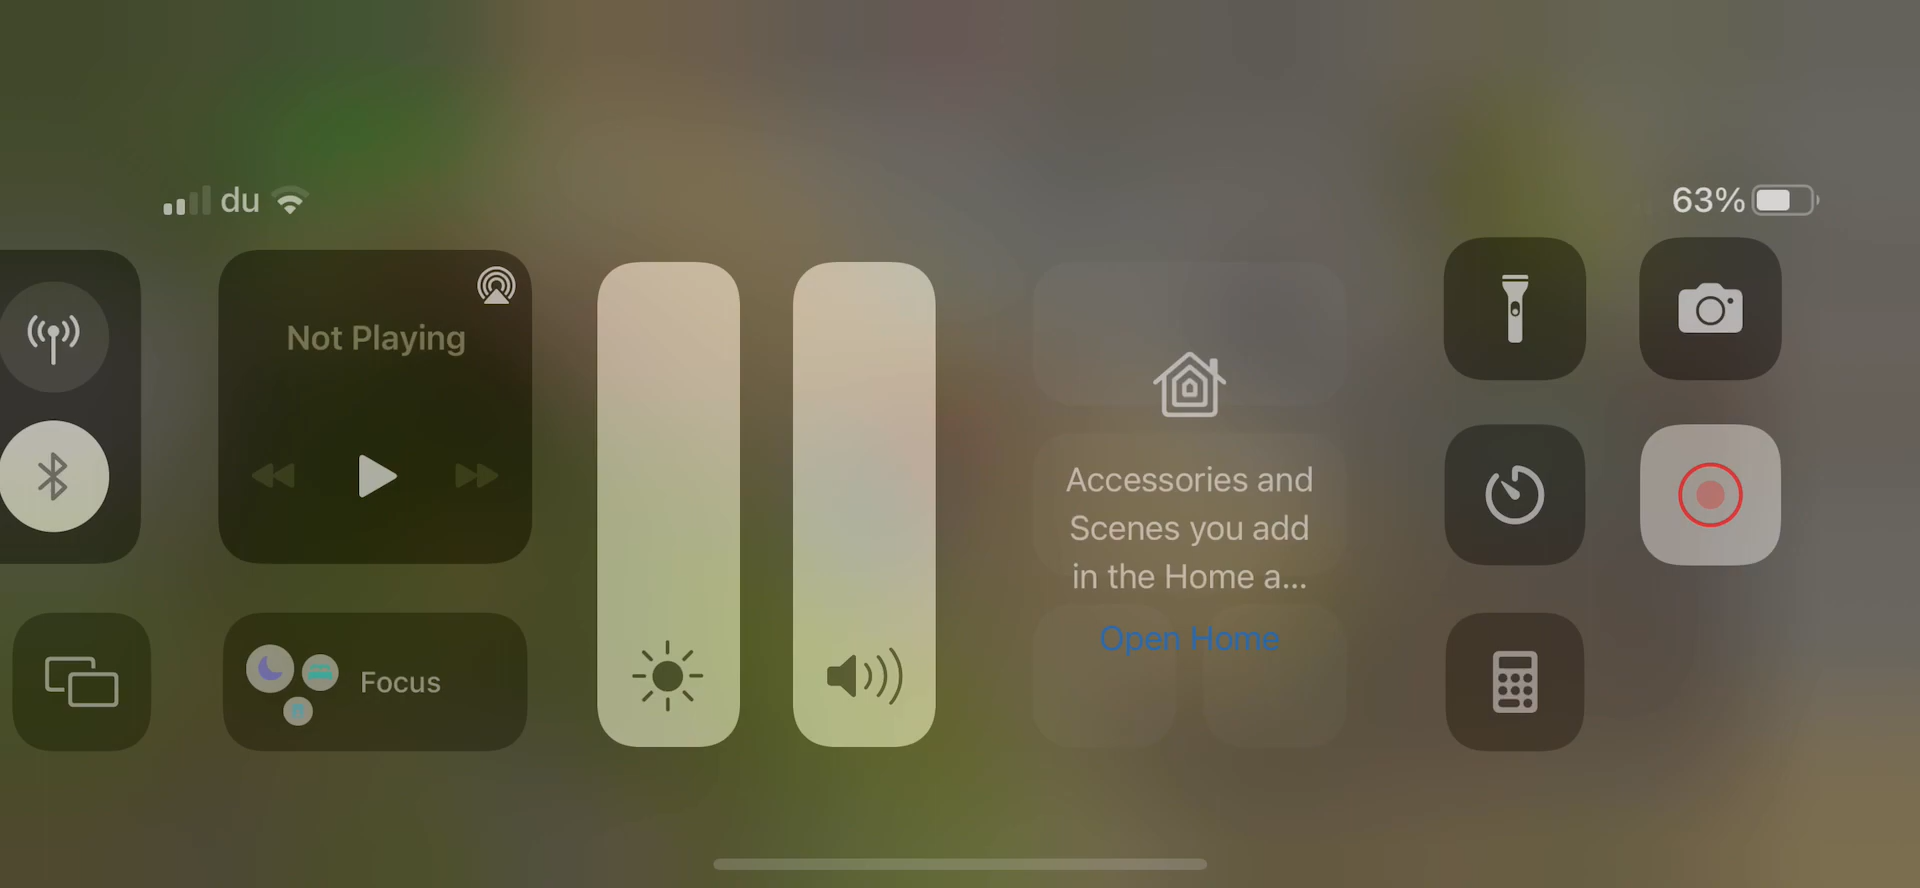 du
63%
Not Playing
Accessories and
Scenes you add
in the Home a...
Open Home
Focus